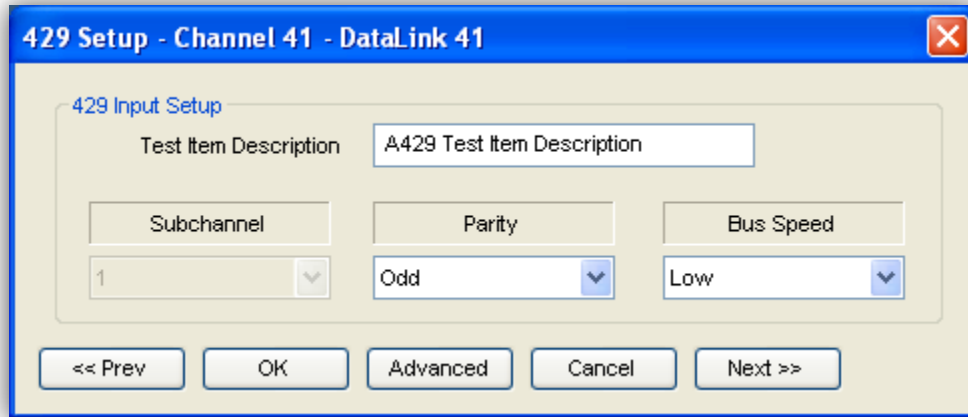 429 Setup - Channel 41 - DataLink 41
429 Input Setup
Test Item Description A429 Test Item Description
Subchannel Parity Bus Speed
1 Odd Low
<< Prev OK Advanced Cancel Next >>